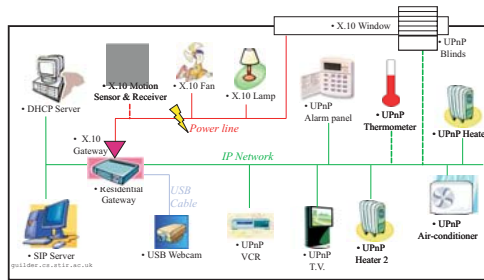 • X.10 Window
• UPnP
Blinds
• DHCP Server
• X.10 Motion
Sensor & Receiver
• X.10 Fan
• X.10 Lamp
• UPnP
Alarm panel
• UPnP
Thermometer
• UPnP Heate
Power line
• X.10
Gateway
IP Network
• Residential
Gateway
USB
Cable
• SIP Server
guilder.cs.stir.ac.uk
• USB Webcam
• UPnP
VCR
• UPnP
T.V.
• UPnP
Heater 2
• UPnP
Air-conditioner